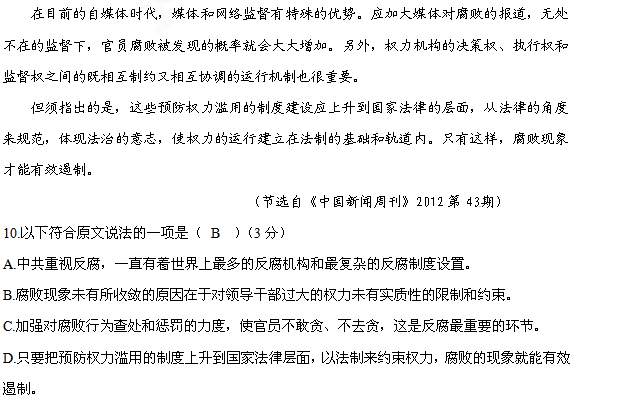 在目前的自媒体时代，媒体和网络监督有特殊的优势。应加大媒体对腐败的报道，无处
不在的监督下，官员腐败被发现的概率就会大大增加。另外，权力机构的决策权、执行权和
监督权之间的既相互制约又相互协调的运行机制也很重要。
但须指出的是，这些预防权力滥用的制度建设应上升到国家法律的层面，从法律的角度
来规范，体现法治的意志，使权力的运行建立在法制的基础和轨道内。只有这样，腐败现象
才能有效遏制。
（节选自《中国新闻周刊》2012 第 43期）
10.以下符合原文说法的一项是（ B ）（3 分）
A.中共重视反腐，一直有着世界上最多的反腐机构和最复杂的反腐制度设置。
B.腐败现象未有所收敛的原因在于对领导干部过大的权力未有实质性的限制和约束。
C.加强对腐败行为查处和惩罚的力度，使官员不敢贪、不去贪，这是反腐最重要的环节。
D.只要把预防权力滥用的制度上升到国家法律层面，以法制来约束权力，腐败的现象就能有效
遏制。